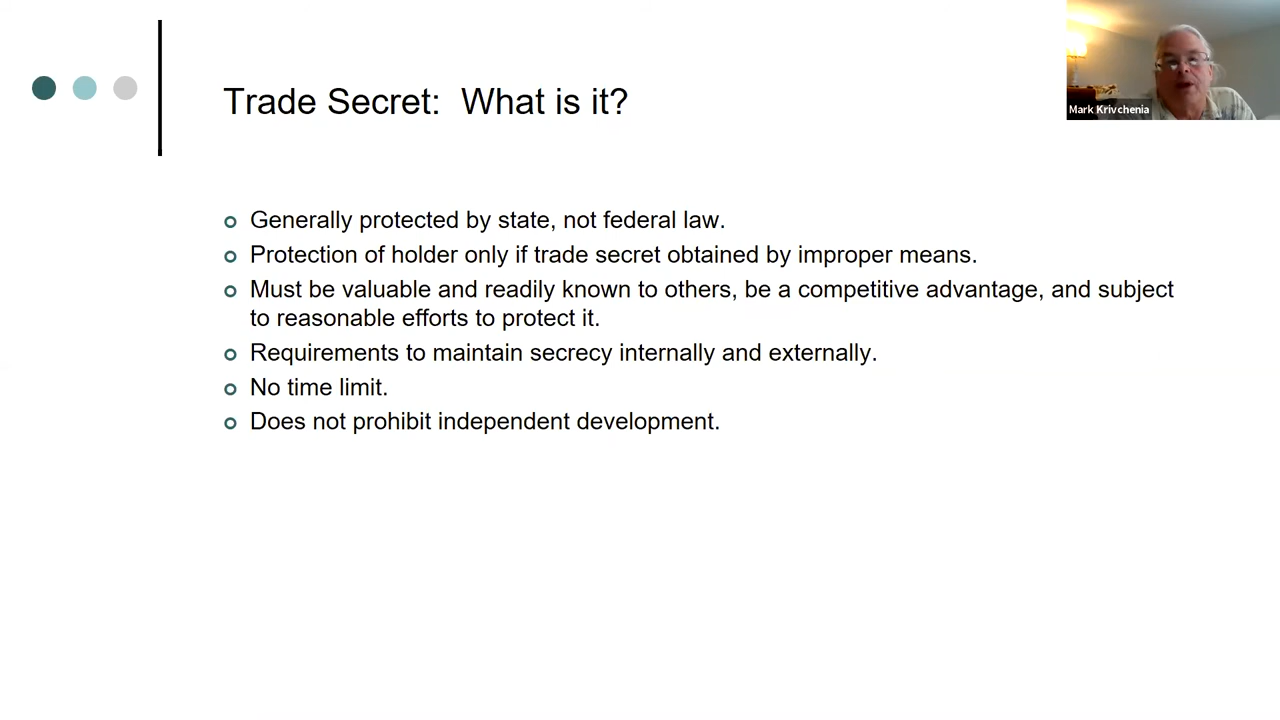 Trade Secret: What is it?
Mark Krivchenia
Generally protected by state, not federal law.
Protection of holder only if trade secret obtained by improper means.
Must be valuable and readily known to others, be a competitive advantage, and subject
to reasonable efforts to protect it.
Requirements to maintain secrecy internally and externally.
No time limit.
Does not prohibit independent development.